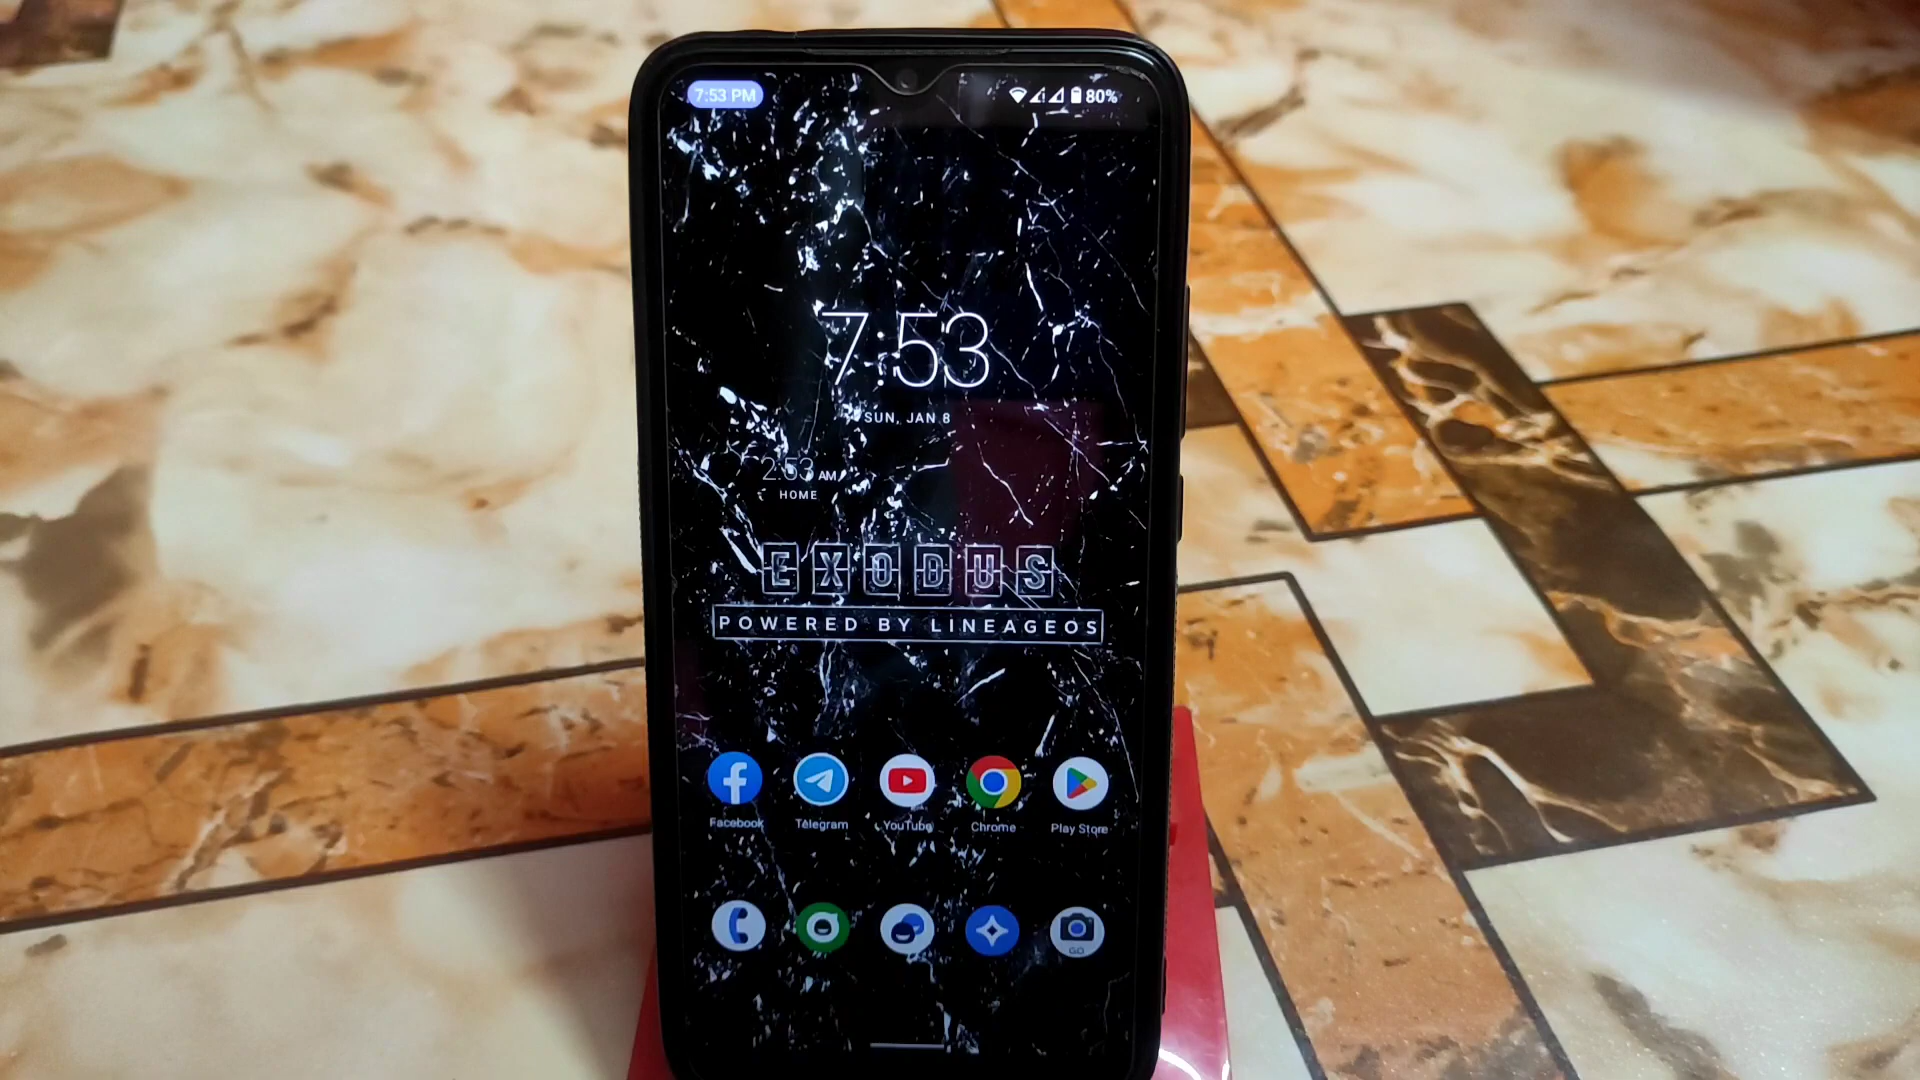 7:53 PM
80%
7:53
SUN, JAN 8
2:53 AM
HOME
EXODUS
POWERED BY LINEAGEOS
Facebook
Telegram
YouTube
Chrome
Play Store
GO